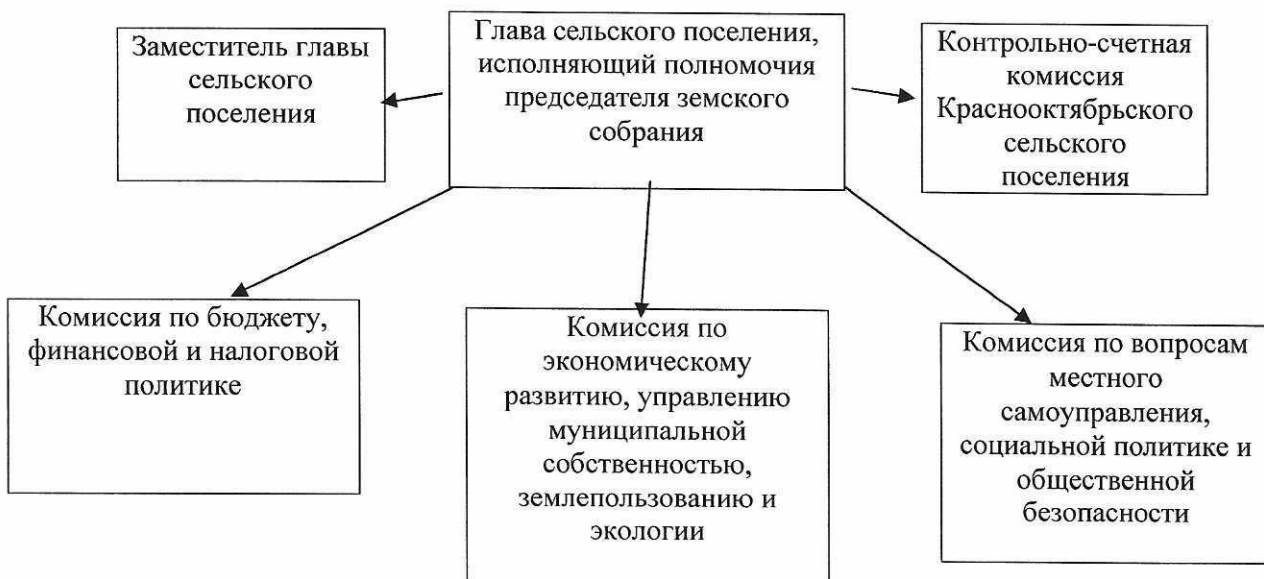 Заместитель главы
сельского
поселения
Глава сельского поселения,
исполняющий полномочия
председателя земского
собрания
Контрольно-счетная
комиссия
Краснооктябрьского
сельского
поселения
Комиссия по бюджету,
финансовой и налоговой
политике
Комиссия по
экономическому
развитию, управлению
муниципальной
собственностью,
землепользованию и
экологии
Комиссия по вопросам
местного
самоуправления,
социальной политике и
общественной
безопасности